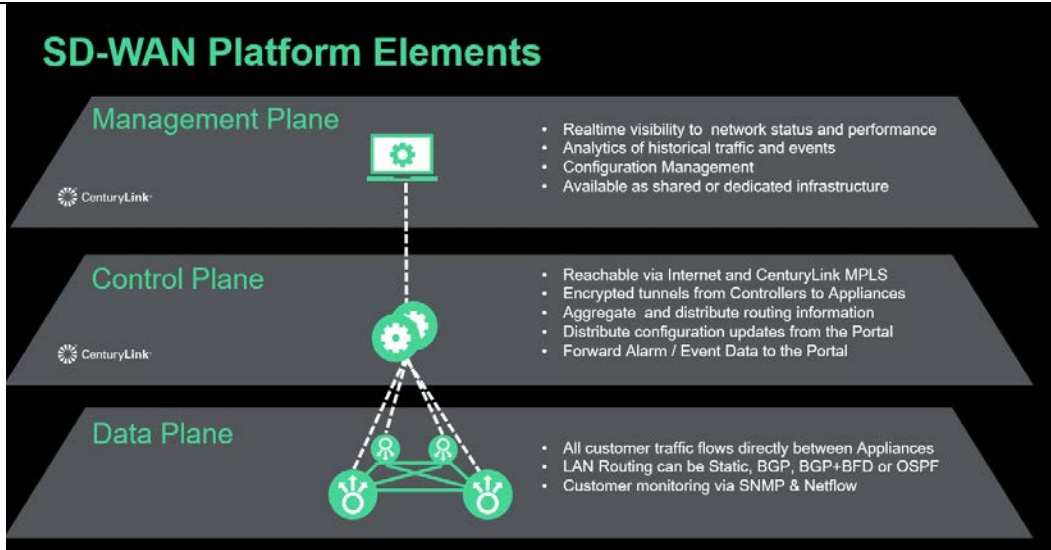 SD-WAN Platform Elements
Management Plane
• Realtime visibility to network status and performance
• Analytics of historical traffic and events
• Configuration Management
• Available as shared or dedicated infrastructure
CenturyLink
Control Plane
• Reachable via Internet and CenturyLink MPLS
• Encrypted tunnels from Controllers to Appliances
• Aggregate and distribute routing information
• Distribute configuration updates from the Portal
• Forward Alarm / Event Data to the Portal
CenturyLink
Data Plane
• All customer traffic flows directly between Appliances
• LAN Routing can be Static, BGP, BGP+BFD or OSPF
• Customer monitoring via SNMP & Netflow